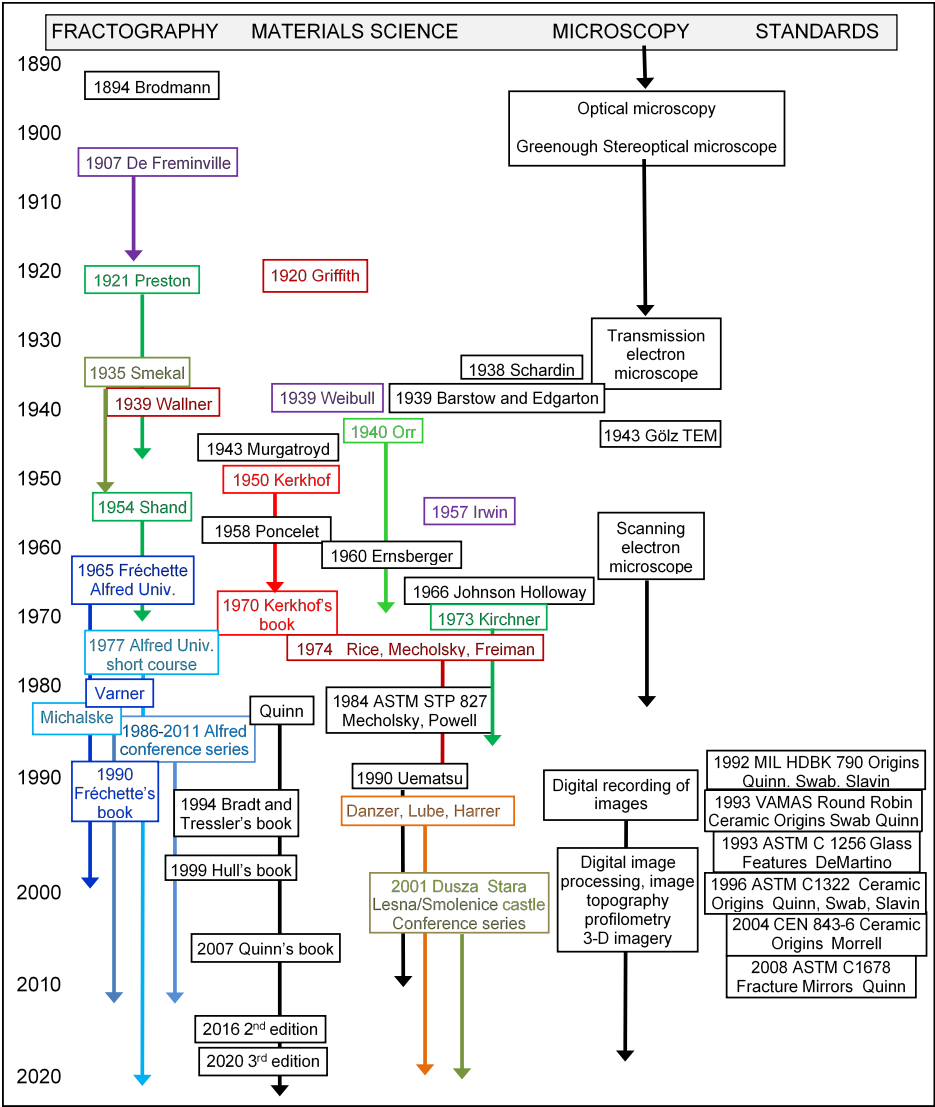 FRACTOGRAPHY MATERIALS SCIENCE MICROSCOPY STANDARDS
1890
1894 Brodmann
Optical microscopy
Greenough Stereoptical microscope
1900
1907 De Freminville
1910
1920
1921 Preston
1920 Griffith
1930
Transmission
electron
microscope
1935 Smekal
1938 Schardin
1939 Wallner
1939 Weibull
1939 Barstow and Edgarton
1940
1940 Orr
1943 Gölz TEM
1943 Murgatroyd
1950
1950 Kerkhof
1954 Shand
1957 Irwin
1958 Poncelet
Scanning
electron
microscope
1960
1960 Ernsberger
1965 Fréchette
Alfred Univ.
1966 Johnson Holloway
1970
1970 Kerkhof's
book
1973 Kirchner
1974 Rice, Mecholsky, Freiman
1977 Alfred Univ.
short course
1980
Varner
Michalske
1986-2011 Alfred
conference series
Quinn
1984 ASTM STP 827
Mecholsky, Powell
1990
1990
Fréchette's
book
1990 Uematsu
Digital recording of
images
1992 MIL HDBK 790 Origins
Quinn. Swab. Slavin
1994 Bradt and
Tressler's book
Danzer, Lube, Harrer
1993 VAMAS Round Robin
Ceramic Origins Swab Quinn
1993 ASTM C 1256 Glass
Features DeMartino
1999 Hull's book
Digital image
processing, image
topography
profilometry
3-D imagery
2000
2001 Dusza Stara
Lesna/Smolenice castle
Conference series
1996 ASTM C1322 Ceramic
Origins Quinn, Swab, Slavin
2004 CEN 843-6 Ceramic
Origins Morrell
2007 Quinn's book
2008 ASTM C1678
Fracture Mirrors Quinn
2010
2016 2nd edition
2020 3rd edition
2020